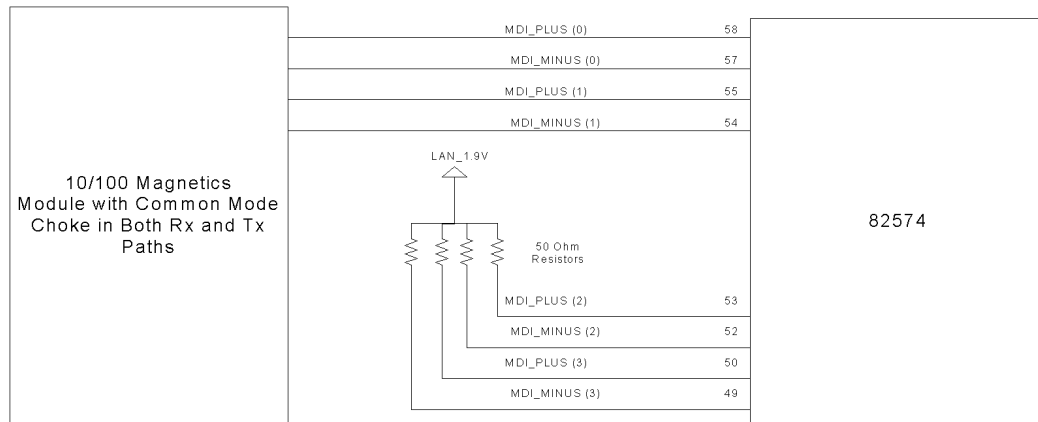 MDI_PLUS (0) 58
MDI_MINUS (0) 57
MDI_PLUS (1) 55
MDI_MINUS (1) 54
LAN_1.9V
10/100 Magnetics
Module with Common Mode
Choke in Both Rx and Tx
Paths
50 Ohm
Resistors
82574
MDI_PLUS (2) 53
MDI_MINUS (2) 52
MDI_PLUS (3) 50
MDI_MINUS (3) 49